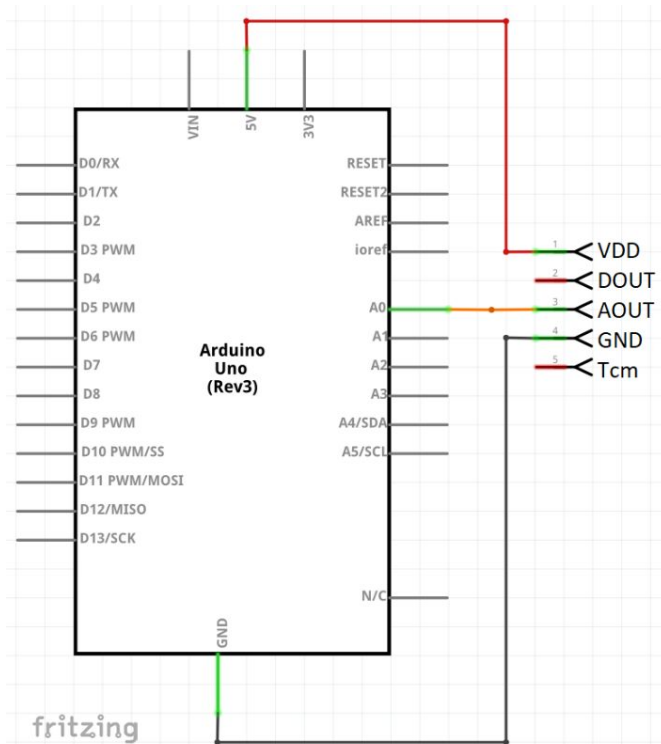 VIN
5V
3V3
D0/RX
RESET
D1/TX
RESET2
D2
AREF
D3 PWM
ioref
1
VDD
D4
2
DOUT
D5 PWM
A0
3
AOUT
D6 PWM
A1
4
GND
Arduino
Uno
(Rev3)
D7
A2
5
Tcm
D8
A3
D9 PWM
A4/SDA
D10 PWM/SS
A5/SCL
D11 PWM/MOSI
D12/MISO
D13/SCK
N/C
GND
fritzing